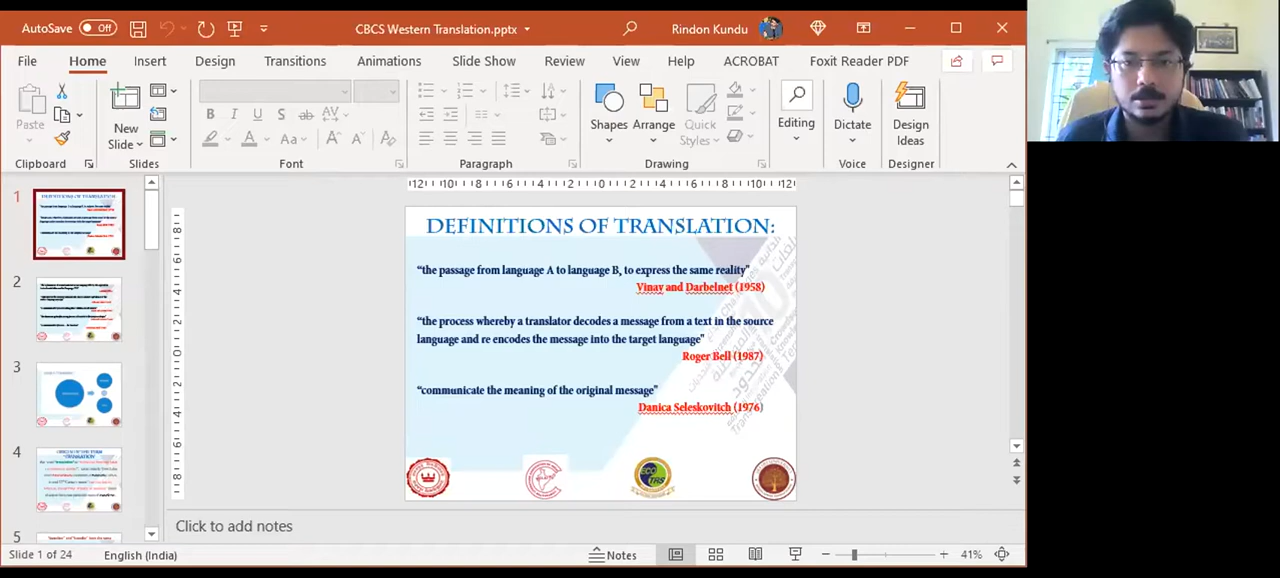 AutoSave Off
CBCS Western Translation.pptx
Rindon Kundu
File Home Insert Design Transitions Animations Slide Show Review View Help ACROBAT Foxit Reader PDF
Paste
New
Slide
Shapes
Arrange
Quick
Styles
Editing
Dictate
Design
Ideas
Clipboard Slides Font Paragraph Drawing Voice Designer
1
2
3
4
5
DEFINITIONS OF TRANSLATION:
“the passage from language A to language B, to express the same reality”
Vinay and Darbelnet (1958)
“the process whereby a translator decodes a message from a text in the source
language and re encodes the message into the target language”
Roger Bell (1987)
“communicate the meaning of the original message”
Danica Seleskovitch (1976)
Click to add notes
Slide 1 of 24 English (India) Notes 41%